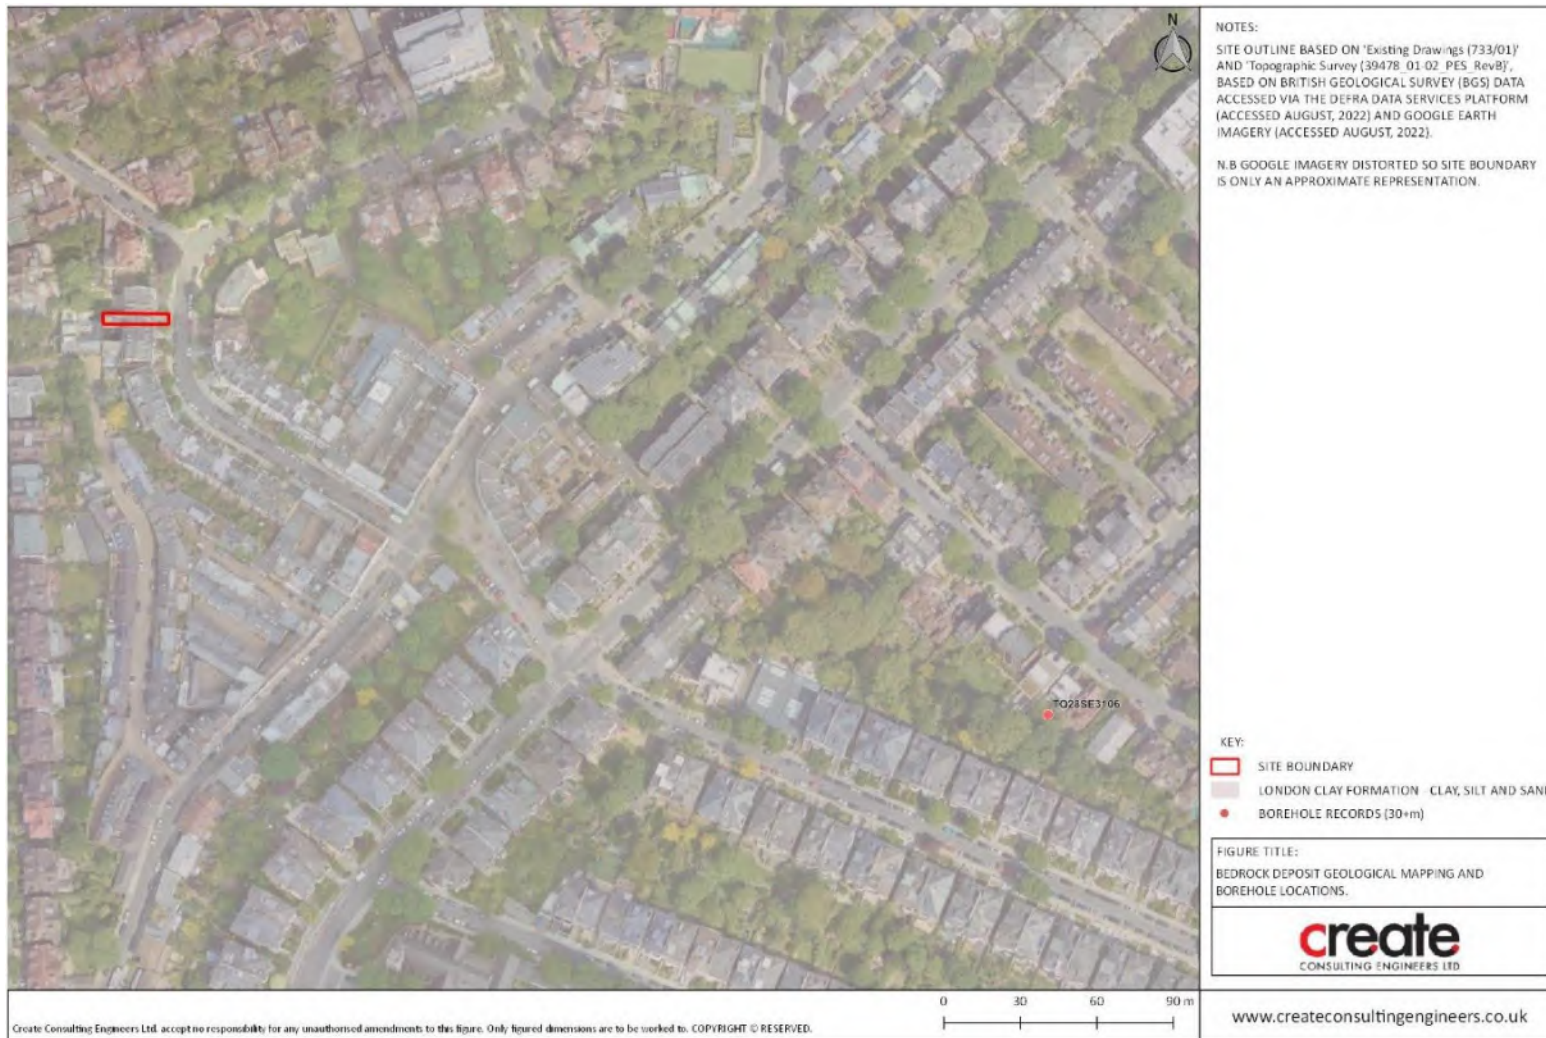 N
NOTES:
SITE OUTLINE BASED ON 'Existing Drawings (733/01)'
AND 'Topographic Survey (39478_01-02_PES_RevB)',
BASED ON BRITISH GEOLOGICAL SURVEY (BGS) DATA
ACCESSED VIA THE DEFRA DATA SERVICES PLATFORM
(ACCESSED AUGUST, 2022) AND GOOGLE EARTH
IMAGERY (ACCESSED AUGUST, 2022).
N.B GOOGLE IMAGERY DISTORTED SO SITE BOUNDARY
IS ONLY AN APPROXIMATE REPRESENTATION.
TQ28SE3106
KEY:
SITE BOUNDARY
LONDON CLAY FORMATION - CLAY, SILT AND SAND
BOREHOLE RECORDS (30+m)
FIGURE TITLE:
BEDROCK DEPOSIT GEOLOGICAL MAPPING AND
BOREHOLE LOCATIONS.
create
CONSULTING ENGINEERS LTD
0 30 60 90 m
Create Consulting Engineers Ltd. accept no responsibility for any unauthorised amendments to this figure. Only figured dimensions are to be worked to. COPYRIGHT © RESERVED.
www.createconsultingengineers.co.uk